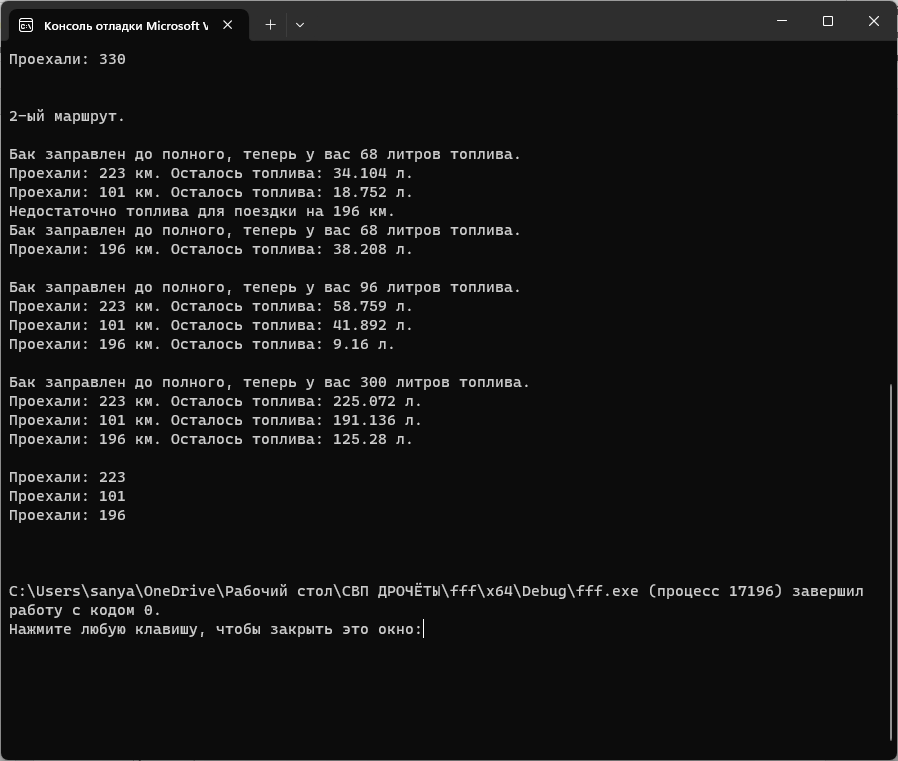 Консоль отладки Microsoft V
Проехали: 330
2-ый маршрут.
Бак заправлен до полного, теперь у вас 68 литров топлива.
Проехали: 223 км. Осталось топлива: 34.104 л.
Проехали: 101 км. Осталось топлива: 18.752 л.
Недостаточно топлива для поездки на 196 км.
Бак заправлен до полного, теперь у вас 68 литров топлива.
Проехали: 196 км. Осталось топлива: 38.208 л.
Бак заправлен до полного, теперь у вас 96 литров топлива.
Проехали: 223 км. Осталось топлива: 58.759 л.
Проехали: 101 км. Осталось топлива: 41.892 л.
Проехали: 196 км. Осталось топлива: 9.16 л.
Бак заправлен до полного, теперь у вас 300 литров топлива.
Проехали: 223 км. Осталось топлива: 225.072 л.
Проехали: 101 км. Осталось топлива: 191.136 л.
Проехали: 196 км. Осталось топлива: 125.28 л.
Проехали: 223
Проехали: 101
Проехали: 196
C:\Users\sanya\OneDrive\Рабочий стол\СВП ДРОЧЁТЫ\fff\x64\Debug\fff.exe (процесс 17196) завершил
работу с кодом 0.
Нажмите любую клавишу, чтобы закрыть это окно: